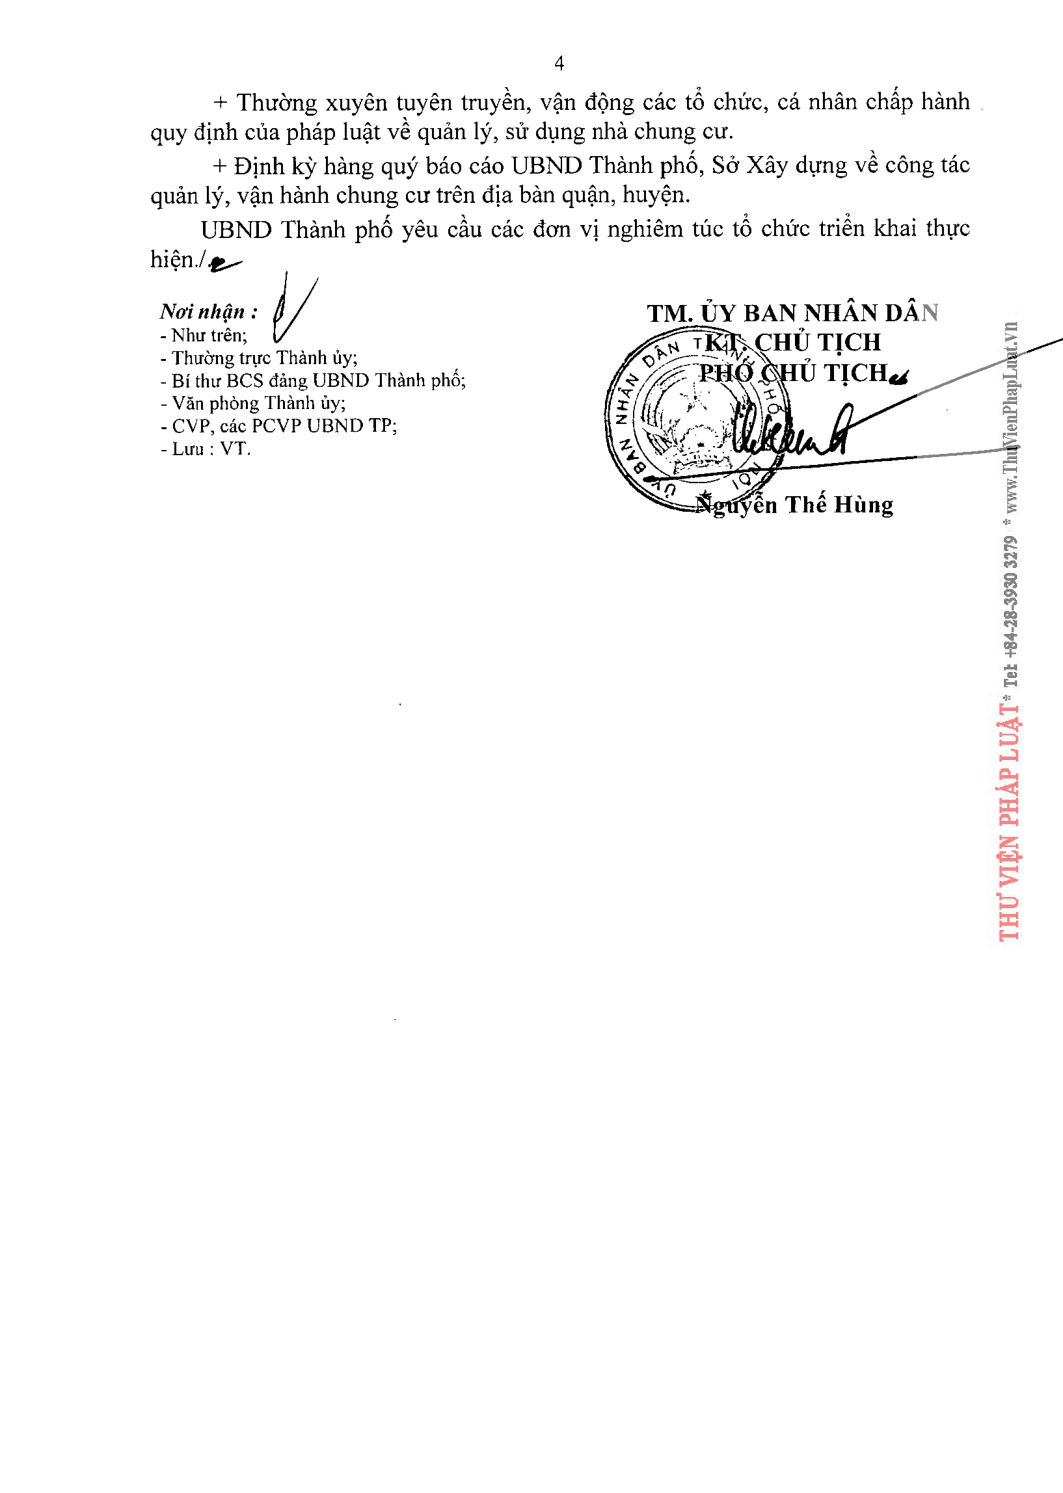 4
+ Thường xuyên tuyên truyền, vận động các tổ chức, cá nhân chấp hành
quy định của pháp luật về quản lý, sử dụng nhà chung cư.
+ Định kỳ hàng quý báo cáo UBND Thành phố, Sở Xây dựng về công tác
quản lý, vận hành chung cư trên địa bàn quận, huyện.
UBND Thành phố yêu cầu các đơn vị nghiêm túc tổ chức triển khai thực
hiện./.
Nơi nhận :
- Như trên;
- Thường trực Thành ủy;
- Bí thư BCS đảng UBND Thành phố;
- Văn phòng Thành ủy;
- CVP, các PCVP UBND TP;
- Lưu : VT.
TM. ỦY BAN NHÂN DÂN
KT. CHỦ TỊCH
PHÓ CHỦ TỊCH
ỦY BAN NHÂN DÂN THÀNH PHỐ NỘI
Nguyễn Thế Hùng
THƯ VIỆN PHÁP LUẬT * Tel: +84-28-3930 3279 * www.ThuVienPhapLuat.vn